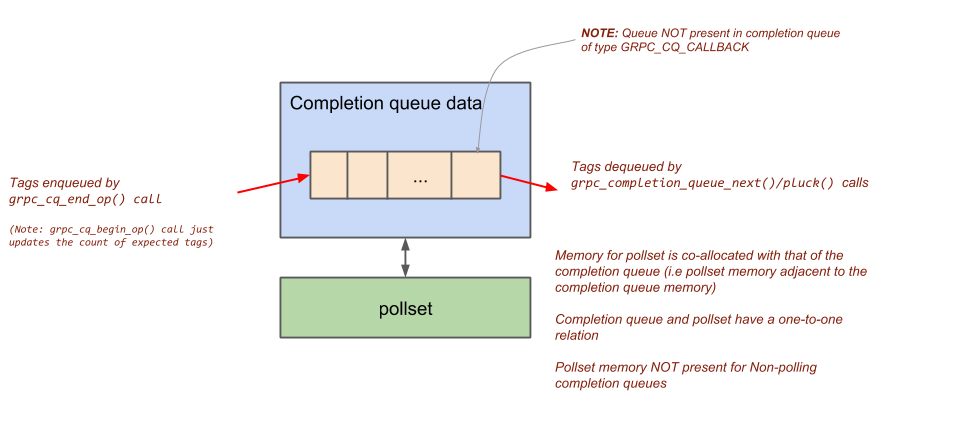 NOTE: Queue NOT present in completion queue
of type GRPC_CQ_CALLBACK
Completion queue data
...
Tags enqueued by
grpc_cq_end_op() call
(Note: grpc_cq_begin_op() call just
updates the count of expected tags)
Tags dequeued by
grpc_completion_queue_next()/pluck() calls
pollset
Memory for pollset is co-allocated with that of the
completion queue (i.e pollset memory adjacent to the
completion queue memory)
Completion queue and pollset have a one-to-one
relation
Pollset memory NOT present for Non-polling
completion queues